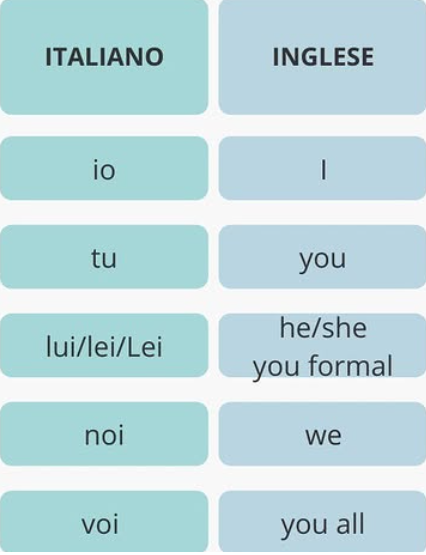 ITALIANO INGLESE
io I
tu you
lui/lei/Lei he/she
you formal
noi we
voi you all